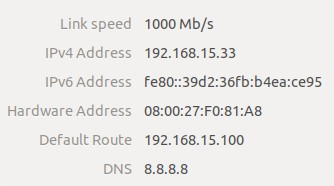 Link speed 1000 Mb/s
IPv4 Address 192.168.15.33
IPv6 Address fe80::39d2:36fb:b4ea:ce95
Hardware Address 08:00:27:F0:81:A8
Default Route 192.168.15.100
DNS 8.8.8.8